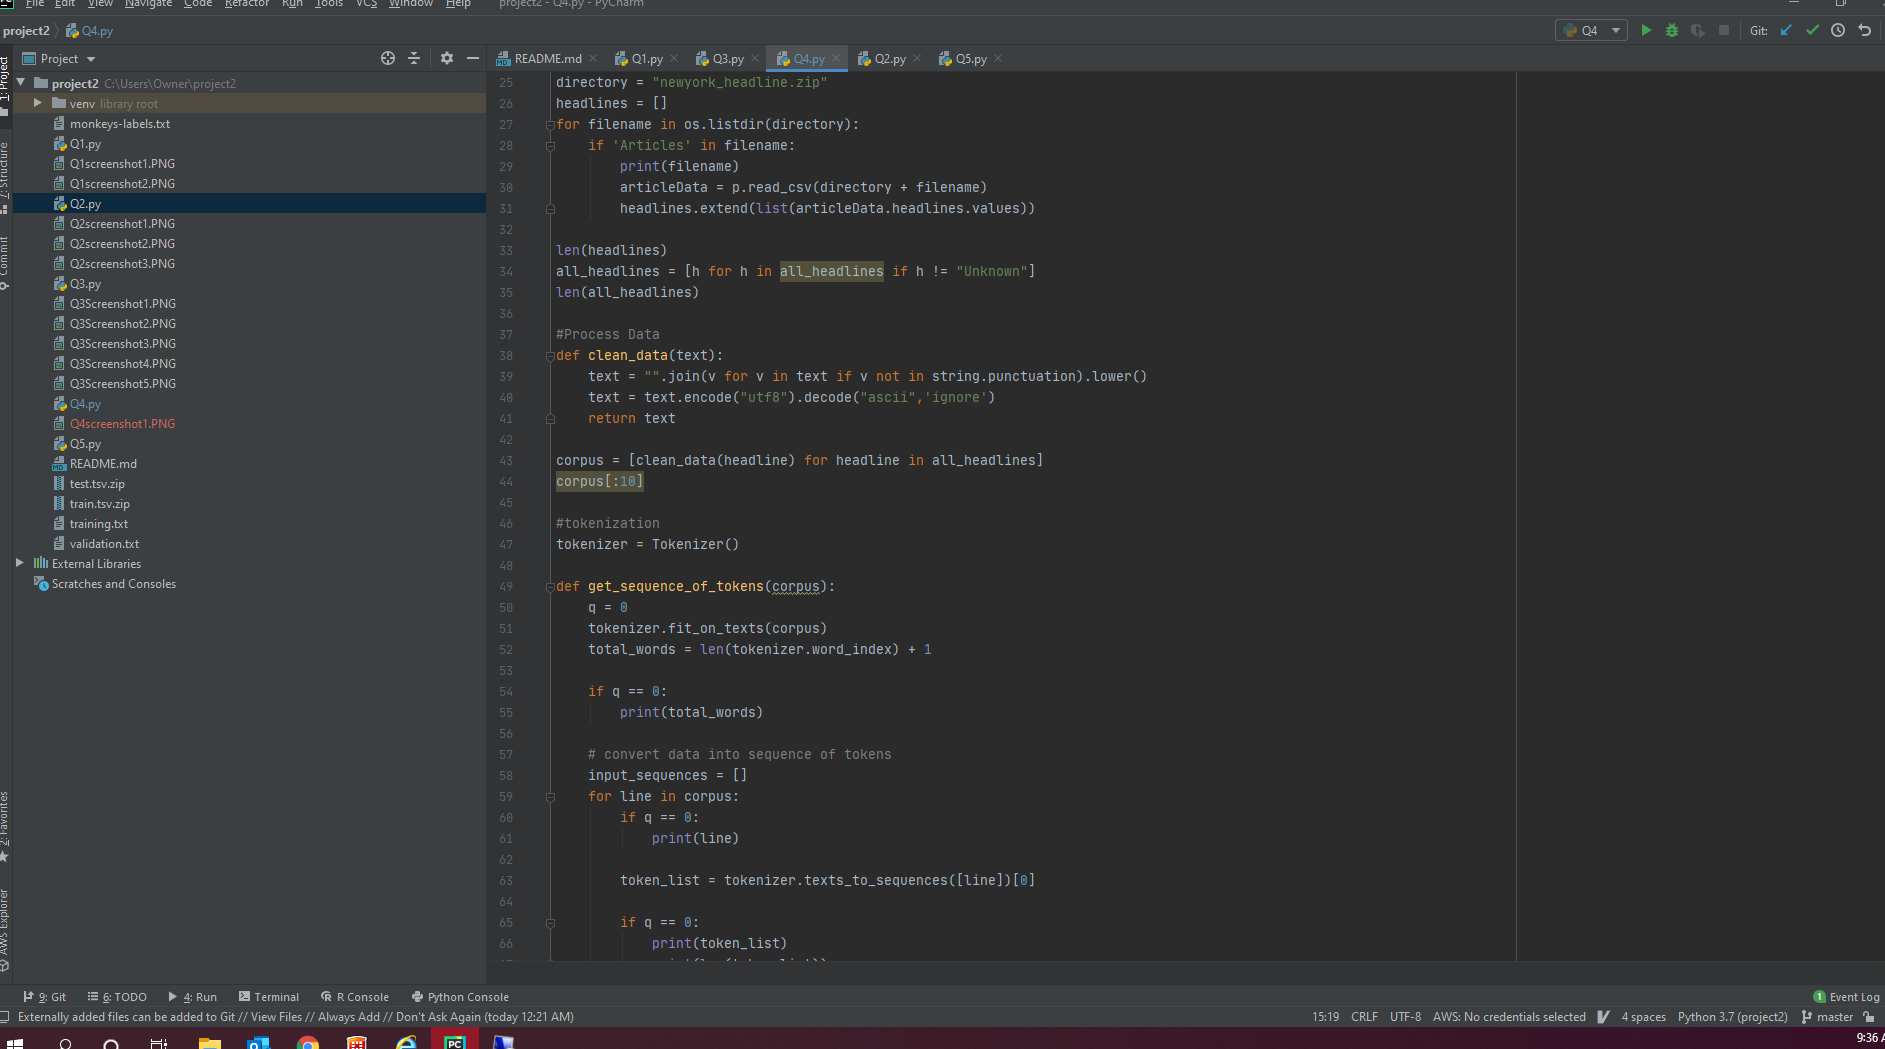 File Edit View Navigate Code Refactor Run Tools VCS Window Help project2 - Q4.py - PyCharm
project2 Q4.py Q4 Git:
1: Project
7: Structure
Commit
2: Favorites
AWS Explorer
Project
project2 C:\Users\Owner\project2
venv library root
monkeys-labels.txt
Q1.py
Q1screenshot1.PNG
Q1screenshot2.PNG
Q2.py
Q2screenshot1.PNG
Q2screenshot2.PNG
Q2screenshot3.PNG
Q3.py
Q3Screenshot1.PNG
Q3Screenshot2.PNG
Q3Screenshot3.PNG
Q3Screenshot4.PNG
Q3Screenshot5.PNG
Q4.py
Q4screenshot1.PNG
Q5.py
README.md
test.tsv.zip
train.tsv.zip
training.txt
validation.txt
External Libraries
Scratches and Consoles
README.md Q1.py Q3.py Q4.py Q2.py Q5.py
25 directory = "newyork_headline.zip"
26 headlines = []
27 for filename in os.listdir(directory):
28 if 'Articles' in filename:
29 print(filename)
30 articleData = p.read_csv(directory + filename)
31 headlines.extend(list(articleData.headlines.values))
32
33 len(headlines)
34 all_headlines = [h for h in all_headlines if h != "Unknown"]
35 len(all_headlines)
36
37 #Process Data
38 def clean_data(text):
39 text = "".join(v for v in text if v not in string.punctuation).lower()
40 text = text.encode("utf8").decode("ascii",'ignore')
41 return text
42
43 corpus = [clean_data(headline) for headline in all_headlines]
44 corpus[:10]
45
46 #tokenization
47 tokenizer = Tokenizer()
48
49 def get_sequence_of_tokens(corpus):
50 q = 0
51 tokenizer.fit_on_texts(corpus)
52 total_words = len(tokenizer.word_index) + 1
53
54 if q == 0:
55 print(total_words)
56
57 # convert data into sequence of tokens
58 input_sequences = []
59 for line in corpus:
60 if q == 0:
61 print(line)
62
63 token_list = tokenizer.texts_to_sequences([line])[0]
64
65 if q == 0:
66 print(token_list)
9: Git 6: TODO 4: Run Terminal R Console Python Console 1 Event Log
Externally added files can be added to Git // View Files // Always Add // Don't Ask Again (today 12:21 AM) 15:19 CRLF UTF-8 AWS: No credentials selected 4 spaces Python 3.7 (project2) master
PC
9:36